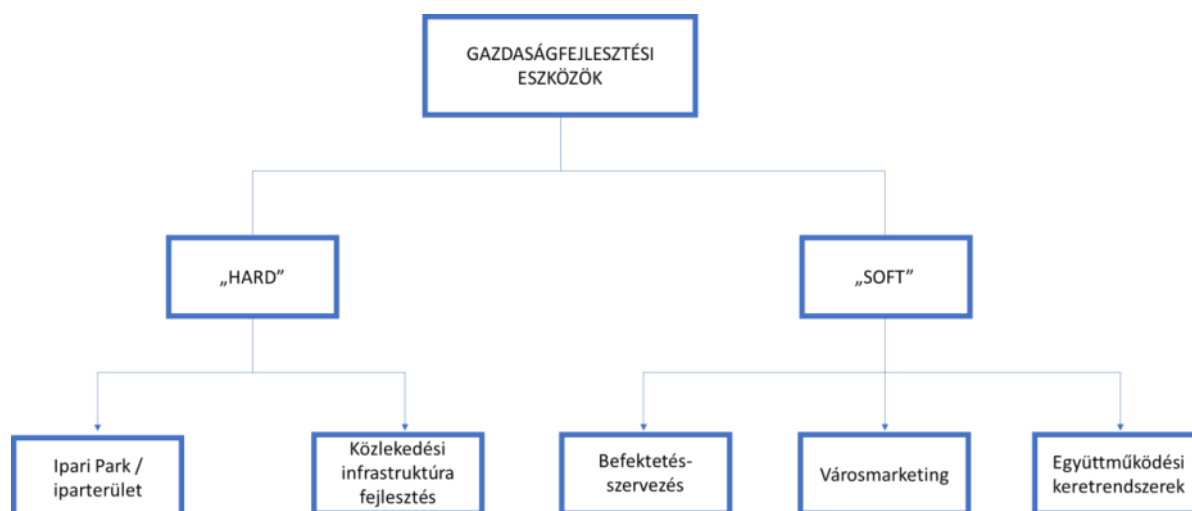 GAZDASÁGFEJLESZTÉSI
ESZKÖZÖK
„HARD”
„SOFT”
Ipari Park /
iparterület
Közlekedési
infrastruktúra
fejlesztés
Befektetés-
szervezés
Városmarketing
Együttműködési
keretrendszerek